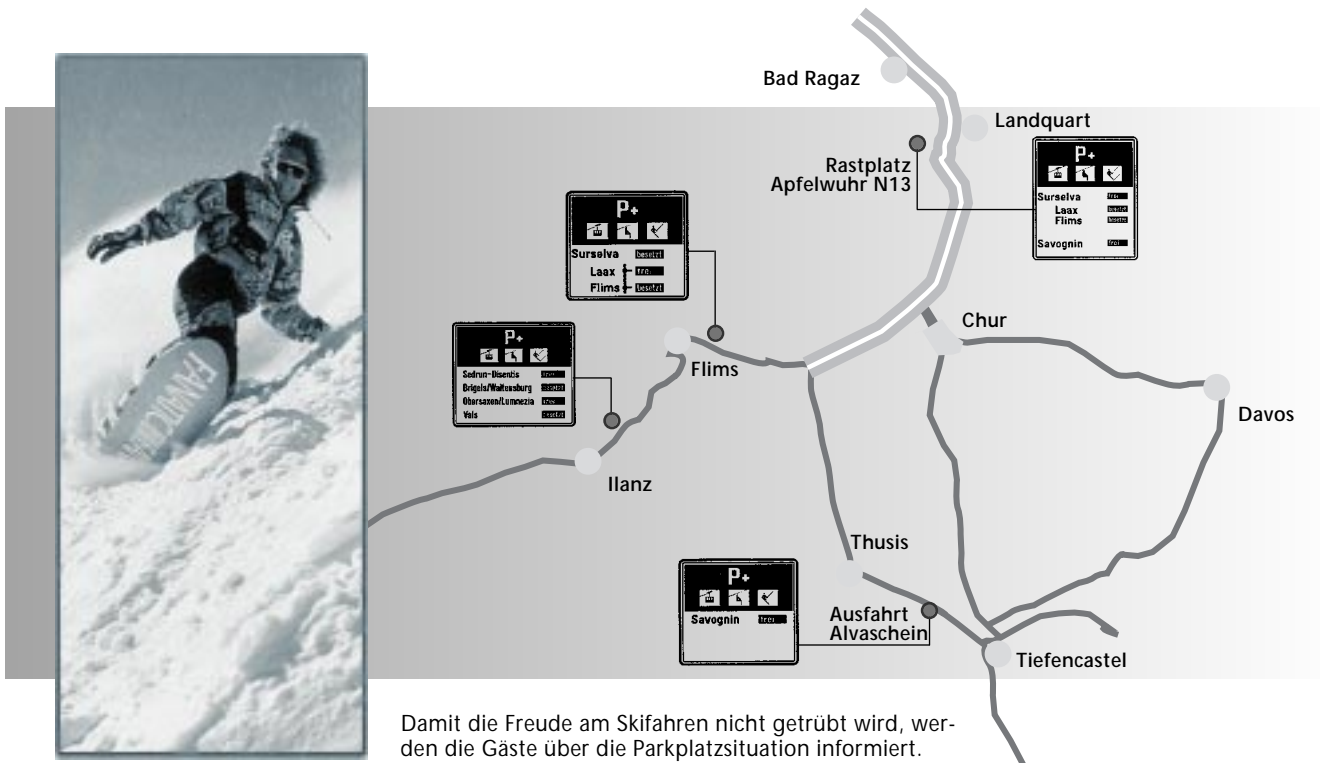 Bad Ragaz
Landquart
Rastplatz
Apfelwuhr N13
P+
Surselva frei
Laax besetzt
Flims besetzt
Savognin frei
P+
Surselva besetzt
Laax frei
Flims besetzt
Chur
Flims
P+
Sedrun-Disentis
Brigels/Waltensburg besetzt
Obersaxen/Lumnezia frei
Vals besetzt
Davos
Ilanz
Thusis
P+
Savognin frei
Ausfahrt
Alvaschein
Tiefencastel
FANATIC
Damit die Freude am Skifahren nicht getrübt wird, wer-
den die Gäste über die Parkplatzsituation informiert.